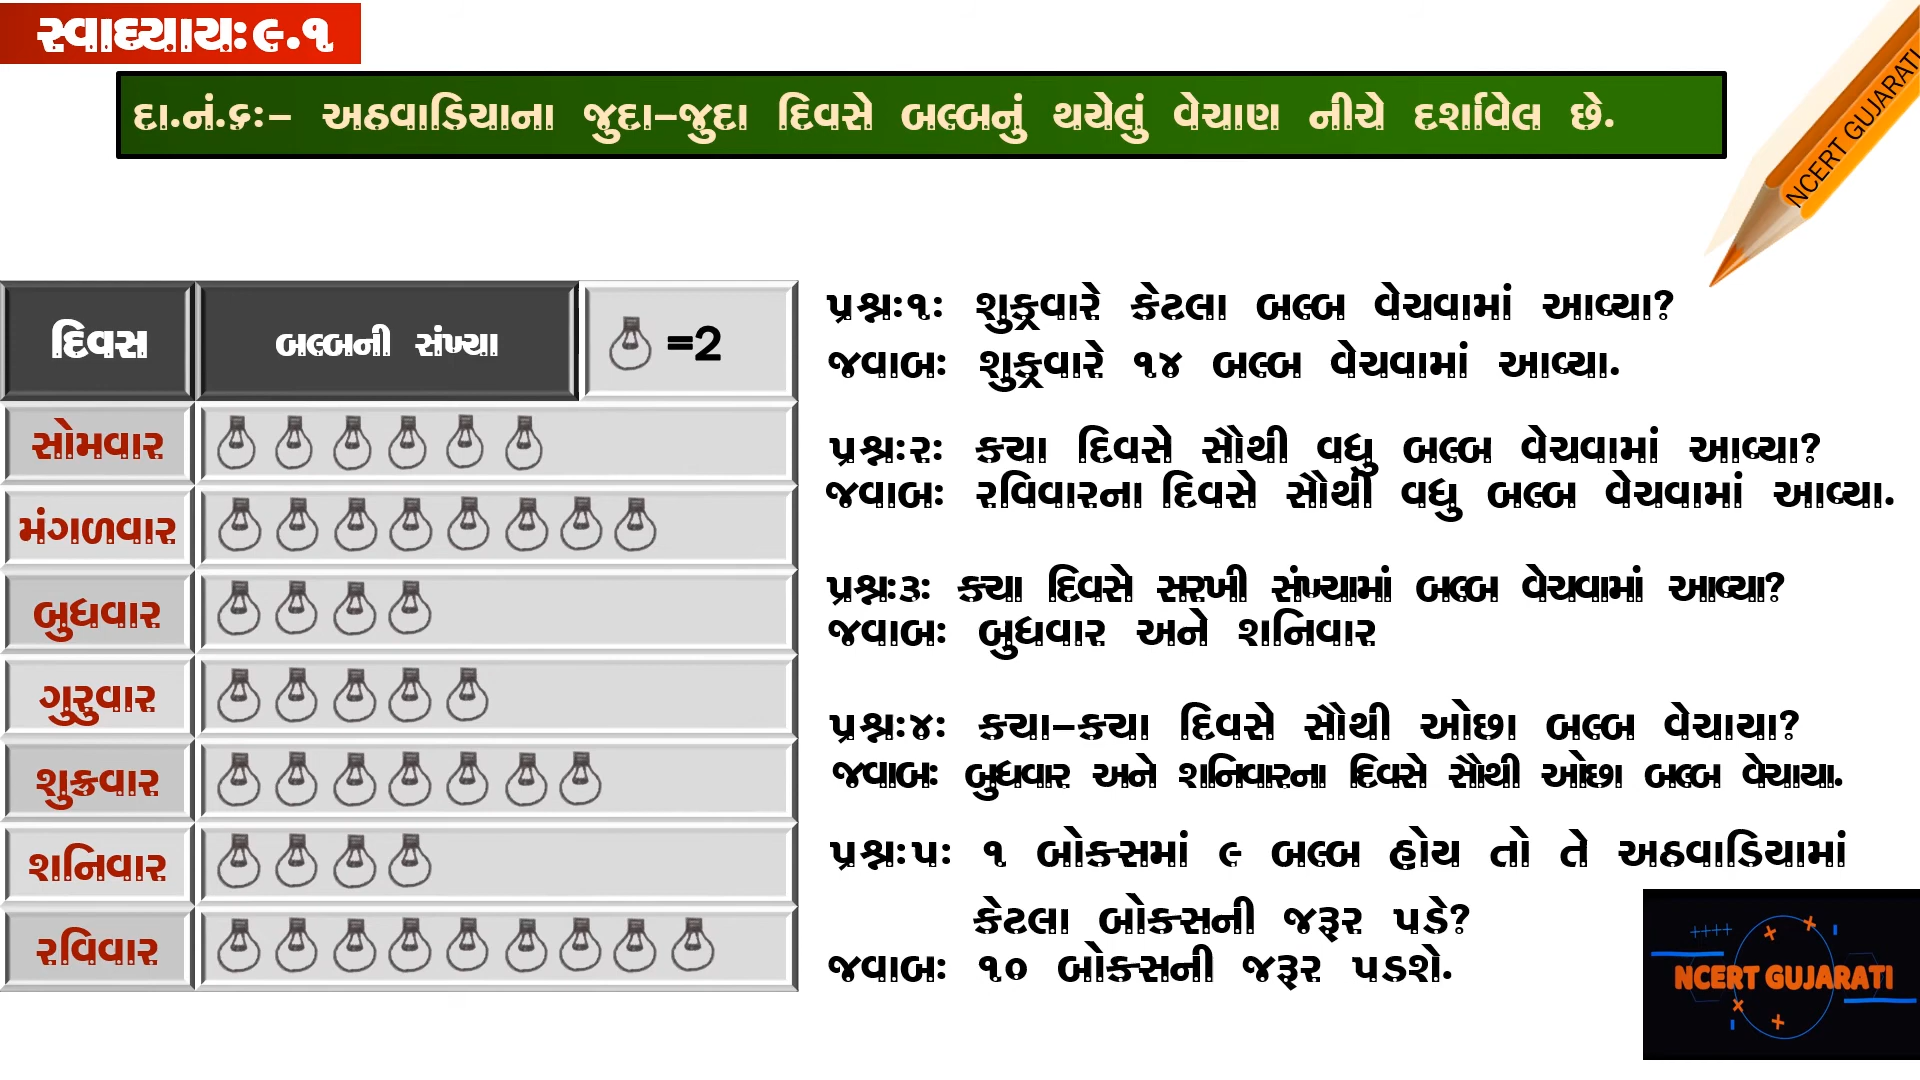 સ્વાધ્યાયઃ૯.૧
NCERT GUJARATI
દા.નં.૬ઃ– અઠવાડિયાના જુદા–જુદા દિવસે બલ્બનું થયેલું વેચાણ નીચે દર્શાવેલ છે.
દિવસ બલ્બની સંખ્યા =2
સોમવાર
મંગળવાર
બુધવાર
ગુરુવાર
શુક્રવાર
શનિવાર
રવિવાર
પ્રશ્નઃ૧ઃ શુક્રવારે કેટલા બલ્બ વેચવામાં આવ્યા?
જવાબઃ શુક્રવારે ૧૪ બલ્બ વેચવામાં આવ્યા.
પ્રશ્નઃ૨ઃ ક્યા દિવસે સૌથી વધુ બલ્બ વેચવામાં આવ્યા?
જવાબઃ રવિવારના દિવસે સૌથી વધુ બલ્બ વેચવામાં આવ્યા.
પ્રશ્નઃ૩ઃ ક્યા દિવસે સરખી સંખ્યામાં બલ્બ વેચવામાં આવ્યા?
જવાબઃ બુધવાર અને શનિવાર
પ્રશ્નઃ૪ઃ ક્યા–ક્યા દિવસે સૌથી ઓછા બલ્બ વેચાયા?
જવાબઃ બુધવાર અને શનિવારના દિવસે સૌથી ઓછા બલ્બ વેચાયા.
પ્રશ્નઃ૫ઃ ૧ બોક્સમાં ૯ બલ્બ હોય તો તે અઠવાડિયામાં
કેટલા બોક્સની જરૂર પડે?
જવાબઃ ૧૦ બોક્સની જરૂર પડશે.
NCERT GUJARATI